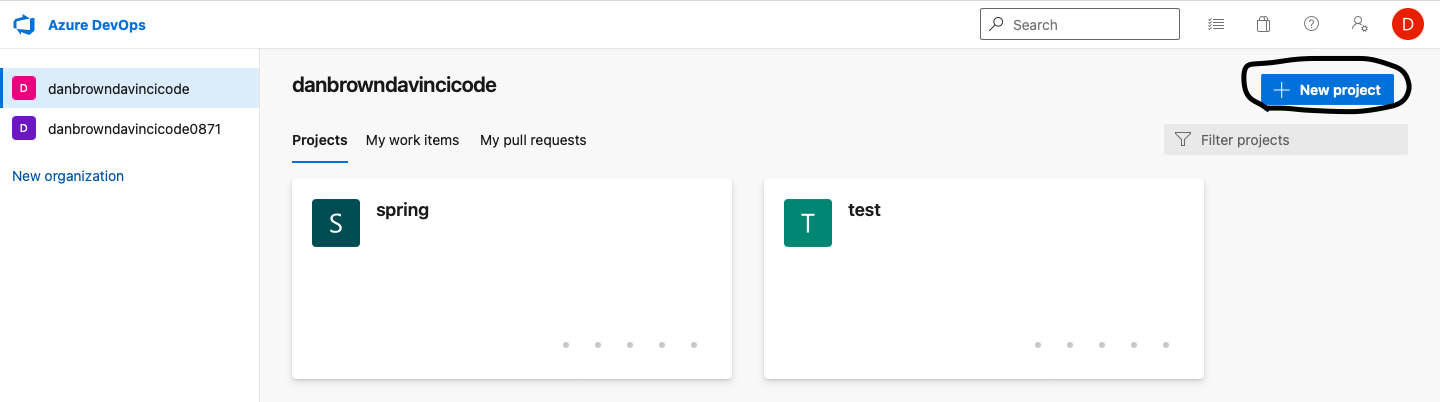 Azure DevOps
Search
D
D danbrowndavincicode
D danbrowndavincicode0871
New organization
danbrowndavincicode
New project
Projects My work items My pull requests
Filter projects
S spring
T test